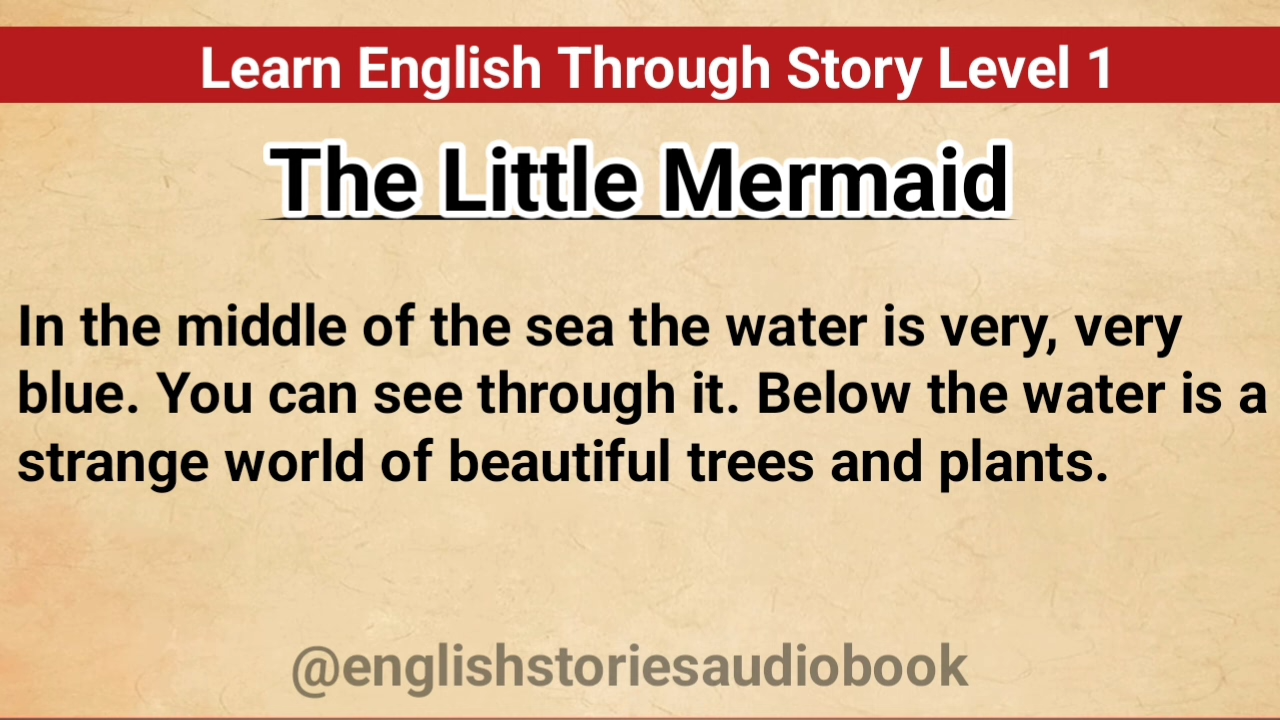 Learn English Through Story Level 1
The Little Mermaid
In the middle of the sea the water is very, very
blue. You can see through it. Below the water is a
strange world of beautiful trees and plants.
@englishstoriesaudiobook